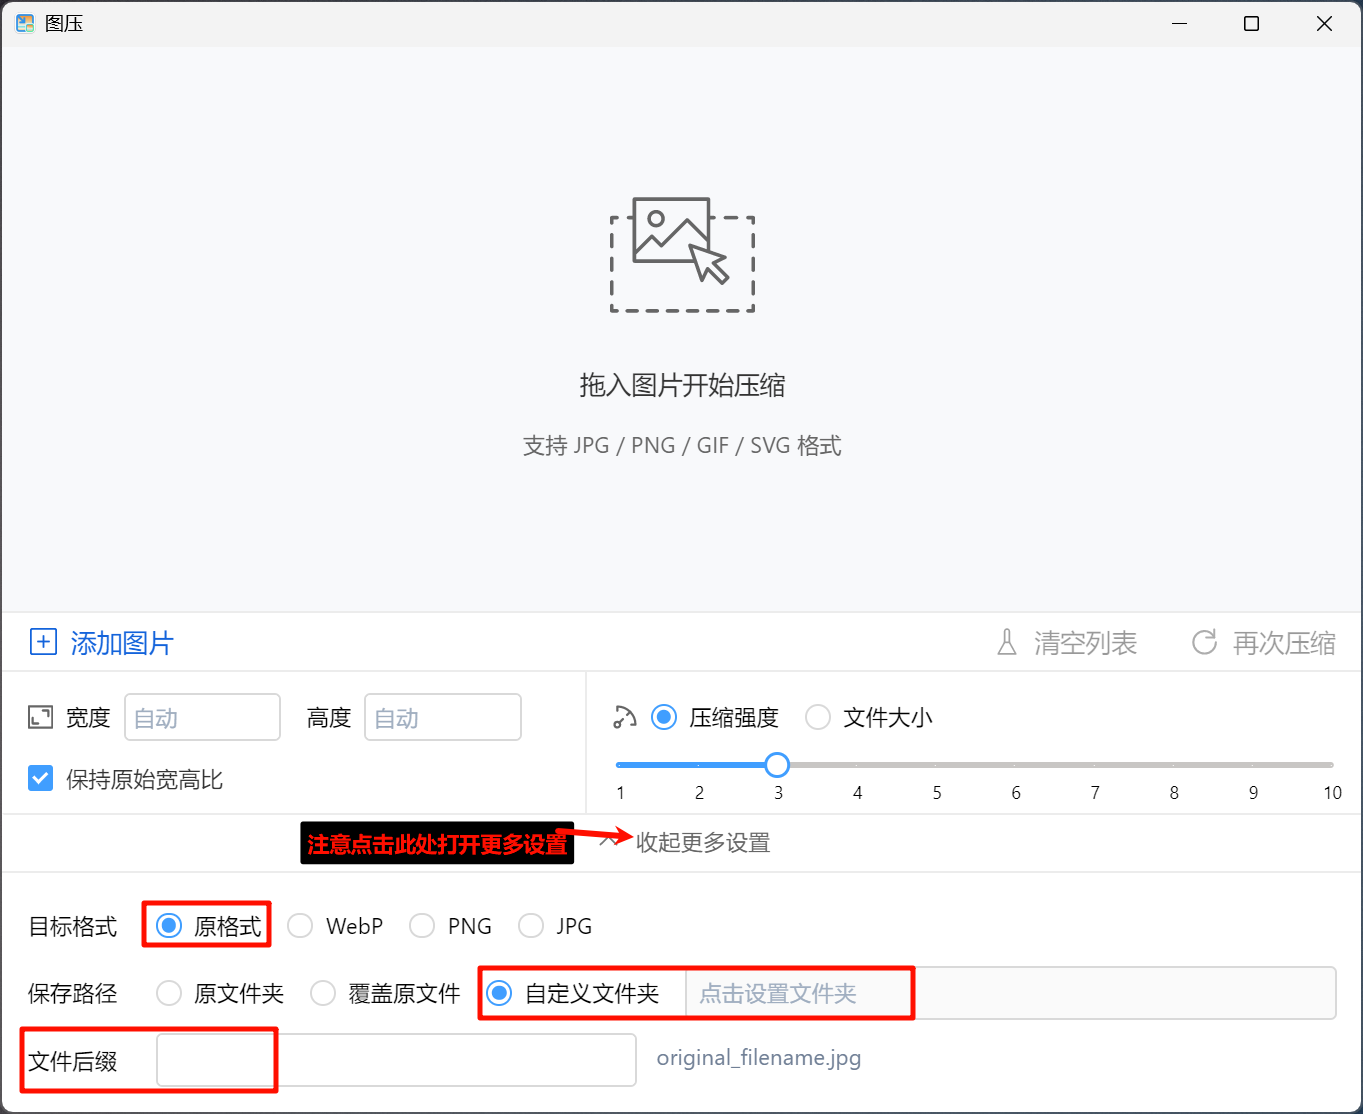 图压
拖入图片开始压缩
支持 JPG / PNG / GIF / SVG 格式
添加图片
清空列表
再次压缩
宽度 自动 高度 自动
压缩强度 文件大小
保持原始宽高比
1 2 3 4 5 6 7 8 9 10
注意点击此处打开更多设置
收起更多设置
目标格式 原格式 WebP PNG JPG
保存路径 原文件夹 覆盖原文件 自定义文件夹 点击设置文件夹
文件后缀 original_filename.jpg